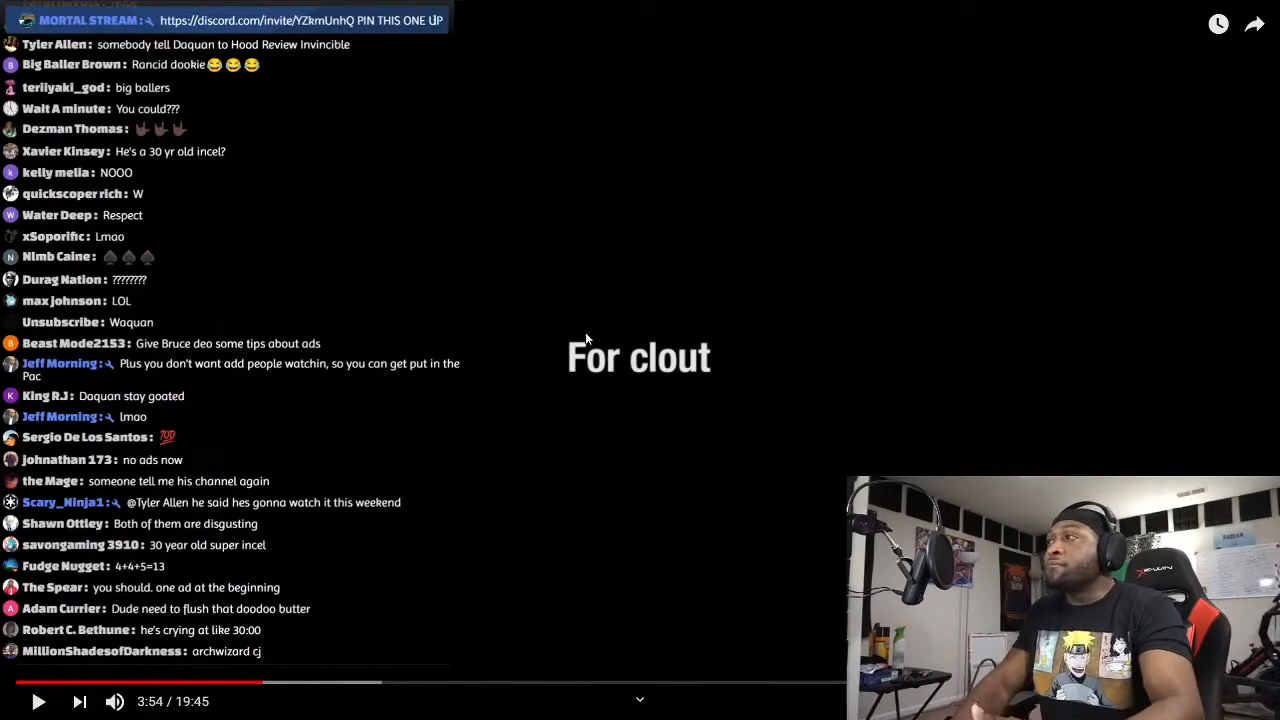 MORTAL STREAM: https://discord.com/invite/YZkmUnhQ PIN THIS ONE UP
Tyler Allen: somebody tell Daquan to Hood Review Invincible
Big Baller Brown: Rancid dookie😂😂😂
teriiyaki_god: big ballers
Wait A minute: You could???
Dezman Thomas: 🤟🏿🤟🏿🤟🏿
Xavier Kinsey: He's a 30 yr old incel?
kelly melia: NOOO
quickscoper rich: W
Water Deep: Respect
xSoporific: Lmao
Nlmb Caine: ♠♠♠
Durag Nation: ????????
max johnson: LOL
Unsubscribe: Waquan
Beast Mode2153: Give Bruce deo some tips about ads
Jeff Morning: Plus you don't want add people watchin, so you can get put in the
Pac
King R.J: Daquan stay goated
Jeff Morning: lmao
Sergio De Los Santos: 💯
johnathan 173: no ads now
the Mage: someone tell me his channel again
Scary_Ninja1: @Tyler Allen he said hes gonna watch it this weekend
Shawn Ottley: Both of them are disgusting
savongaming 3910: 30 year old super incel
Fudge Nugget: 4+4+5=13
The Spear: you should. one ad at the beginning
Adam Currier: Dude need to flush that doodoo butter
Robert C. Bethune: he's crying at like 30:00
MillionShadesofDarkness: archwizard cj
For clout
3:54 / 19:45